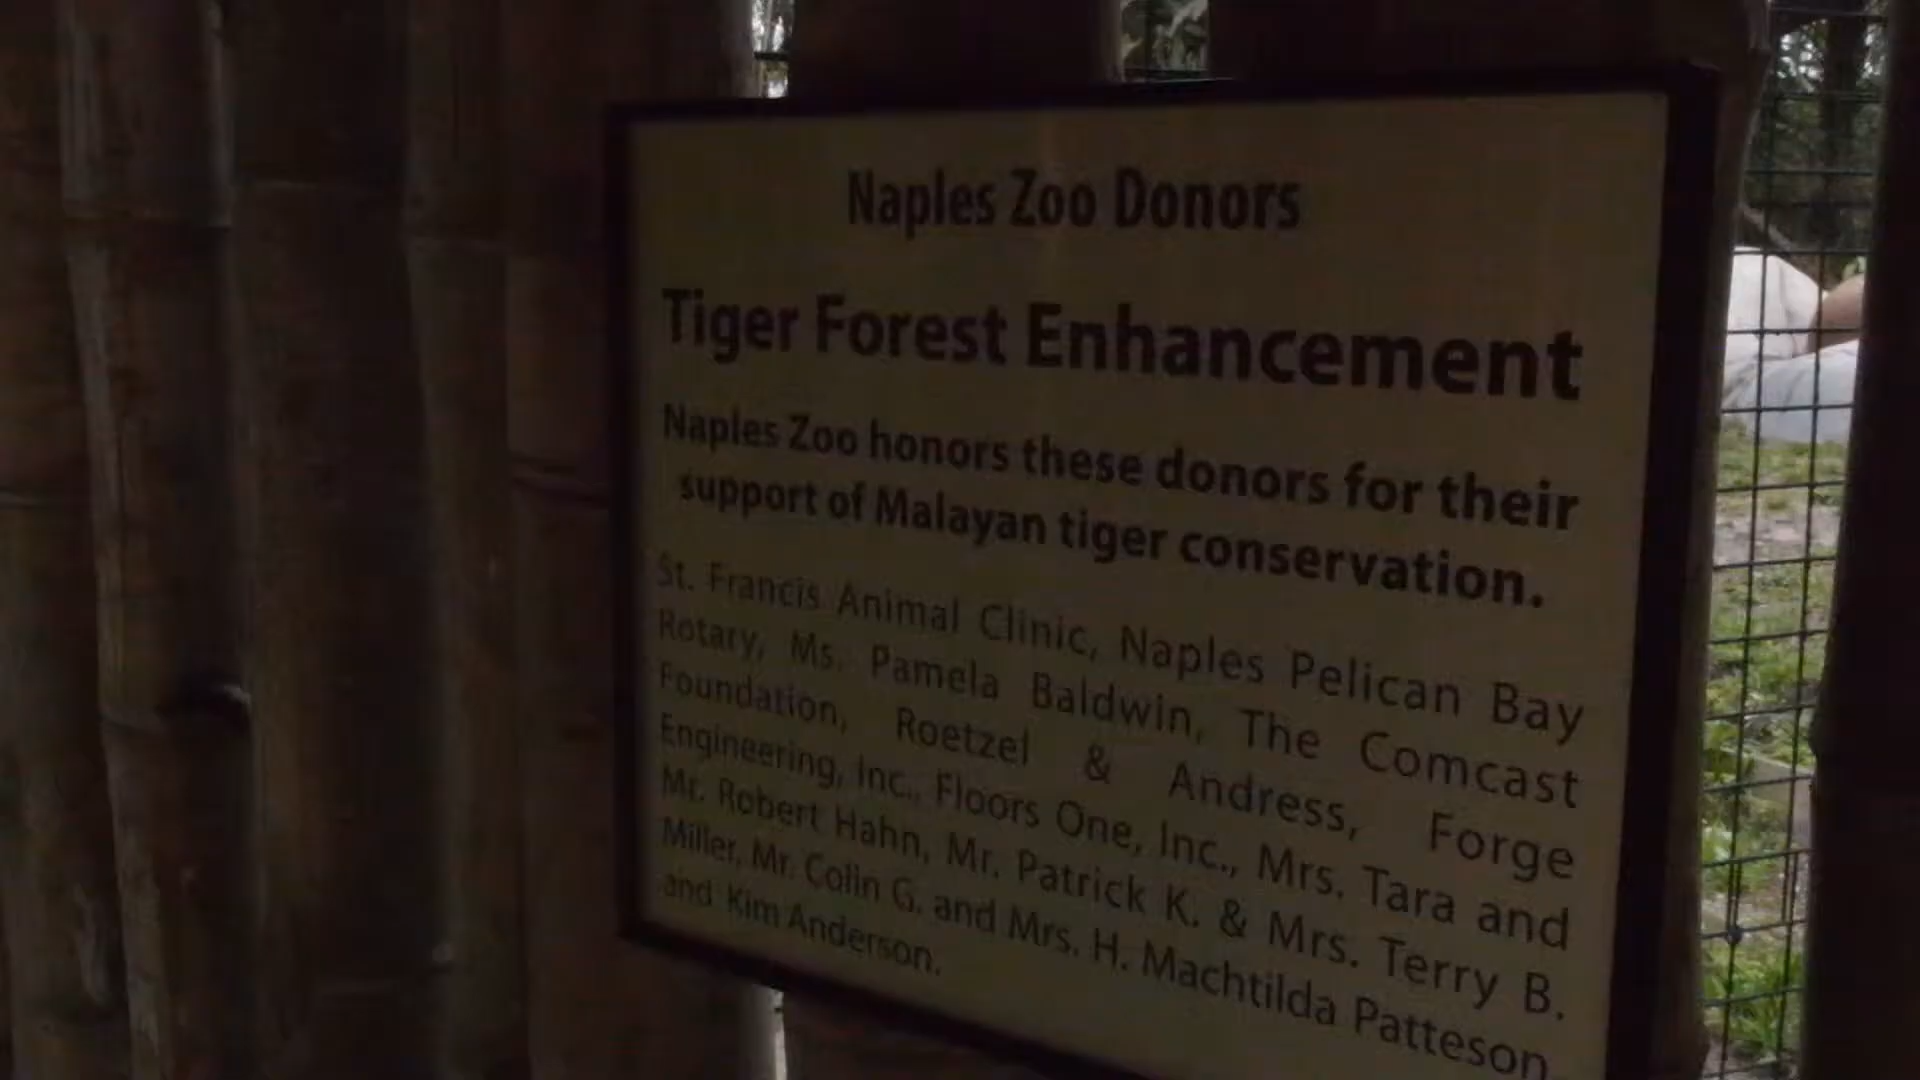 Naples Zoo Donors
Tiger Forest Enhancement
Naples Zoo honors these donors for their
support of Malayan tiger conservation.
St. Francis Animal Clinic, Naples Pelican Bay
Rotary, Ms. Pamela Baldwin, The Comcast
Foundation, Roetzel & Andress, Forge
Engineering, Inc., Floors One, Inc., Mrs. Tara and
Mr. Robert Hahn, Mr. Patrick K. & Mrs. Terry B.
Miller, Mr. Colin G. and Mrs. H. Machtilda Patteson
and Kim Anderson.